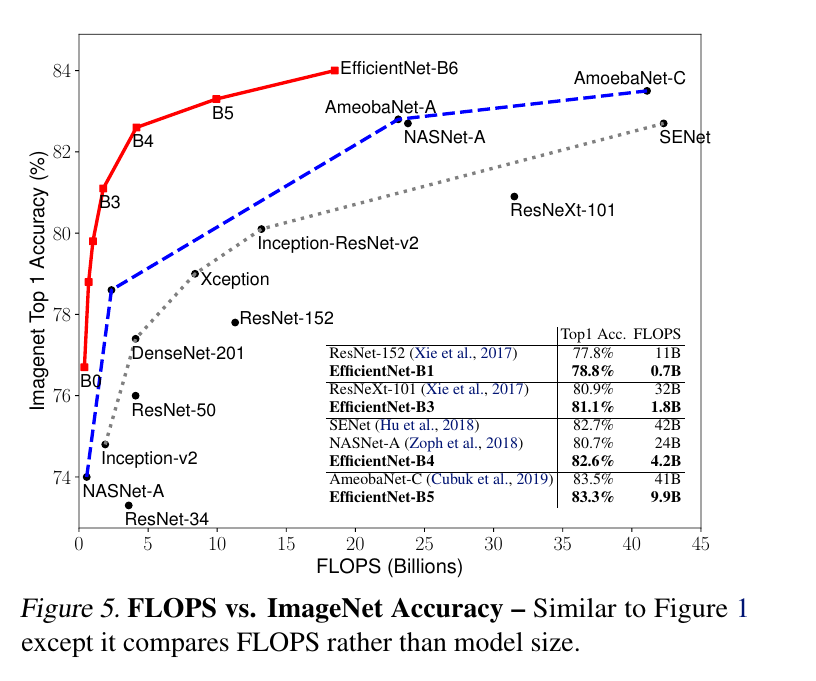 84
EfficientNet-B6
AmoebaNet-C
B5
AmeobaNet-A
B4
NASNet-A
SENet
82
B3
ResNeXt-101
80
Inception-ResNet-v2
Xception
78
ResNet-152
DenseNet-201
B0
76
ResNet-50
Inception-v2
74
NASNet-A
ResNet-34
Imagenet Top 1 Accuracy (%)
Top1 Acc. FLOPS
ResNet-152 (Xie et al., 2017) 77.8% 11B
EfficientNet-B1 78.8% 0.7B
ResNeXt-101 (Xie et al., 2017) 80.9% 32B
EfficientNet-B3 81.1% 1.8B
SENet (Hu et al., 2018) 82.7% 42B
NASNet-A (Zoph et al., 2018) 80.7% 24B
EfficientNet-B4 82.6% 4.2B
AmeobaNet-C (Cubuk et al., 2019) 83.5% 41B
EfficientNet-B5 83.3% 9.9B
0 5 10 15 20 25 30 35 40 45
FLOPS (Billions)
Figure 5. FLOPS vs. ImageNet Accuracy – Similar to Figure 1
except it compares FLOPS rather than model size.